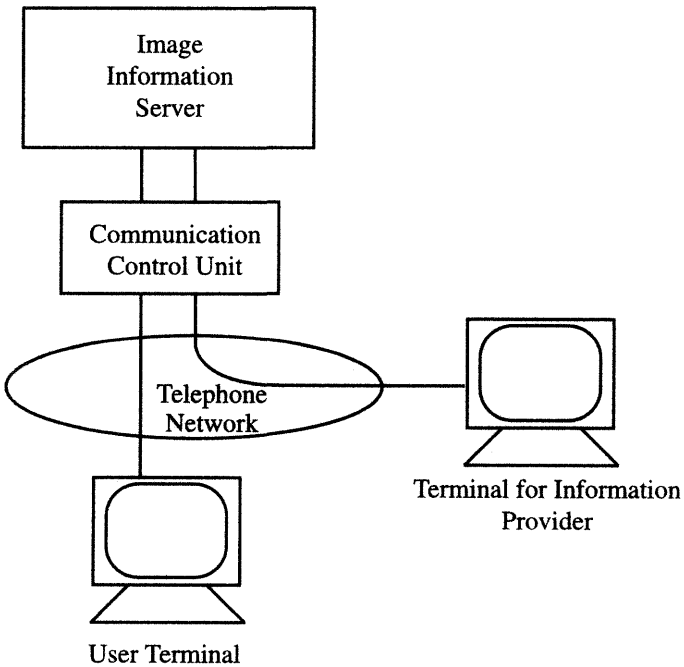 Image
Information
Server
Communication
Control Unit
Telephone
Network
Terminal for Information
Provider
User Terminal